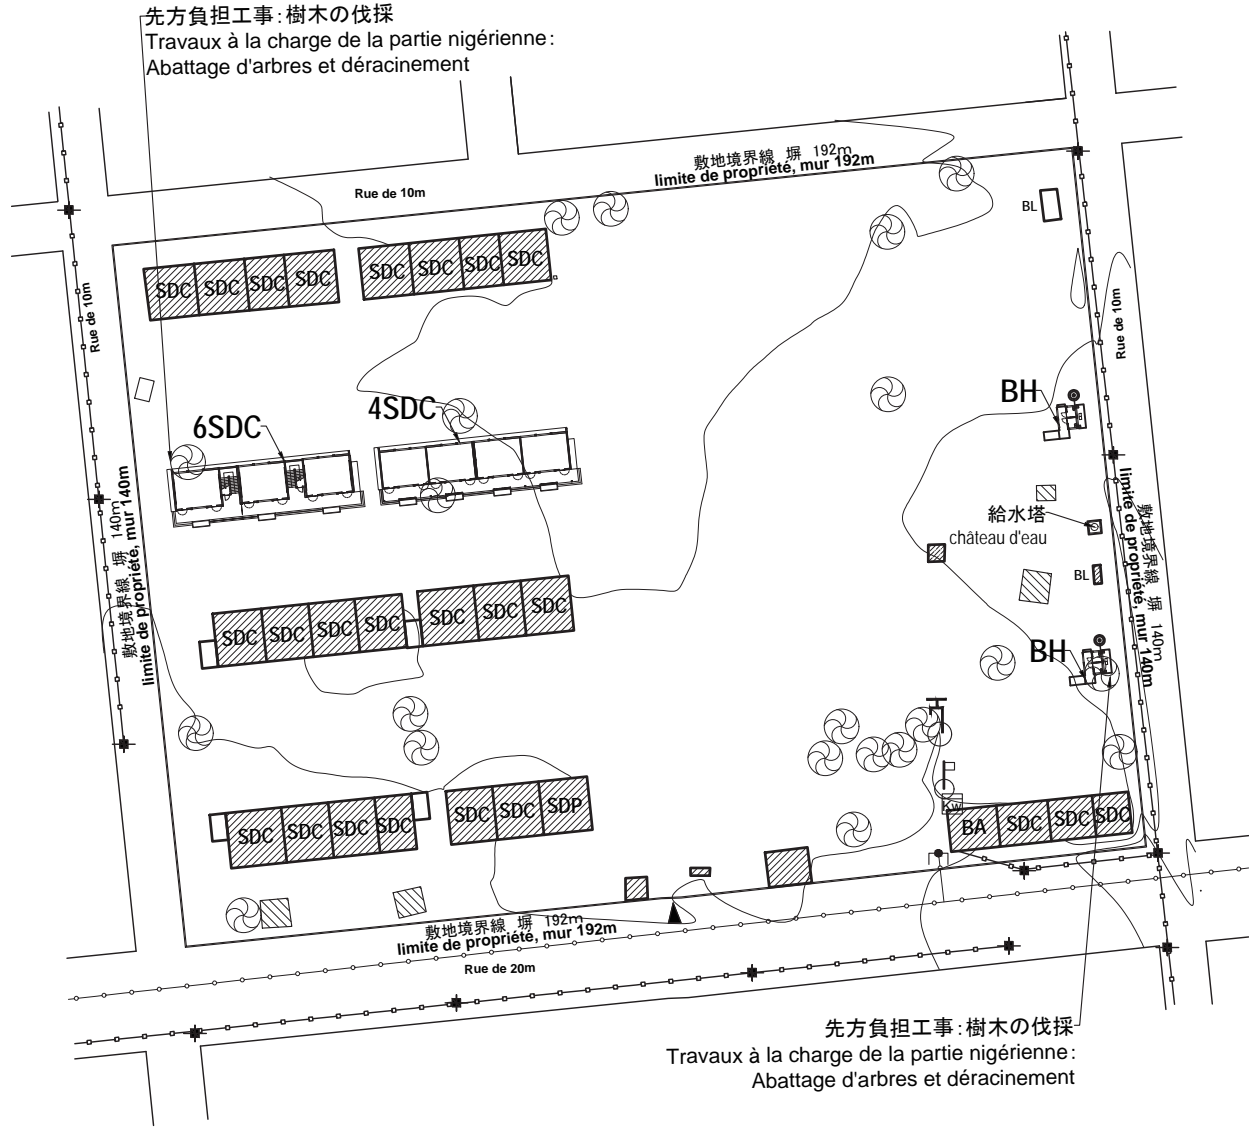 先方負担工事：樹木の伐採
Travaux à la charge de la partie nigérienne:
Abattage d'arbres et déracinement
敷地境界線 塀 192m
limite de propriété, mur 192m
Rue de 10m
BL
SDC SDC SDC SDC
SDC SDC SDC SDC
Rue de 10m
Rue de 10m
6SDC
4SDC
BH
敷地境界線 塀 140m
limite de propriété, mur 140m
給水塔
château d'eau
BL
敷地境界線 塀 140m
limite de propriété, mur 140m
SDC SDC SDC SDC
SDC SDC SDC
BH
SDC SDC SDC SDC
SDC SDC SDP
BA SDC SDC SDC
敷地境界線 塀 192m
limite de propriété, mur 192m
Rue de 20m
先方負担工事：樹木の伐採
Travaux à la charge de la partie nigérienne:
Abattage d'arbres et déracinement